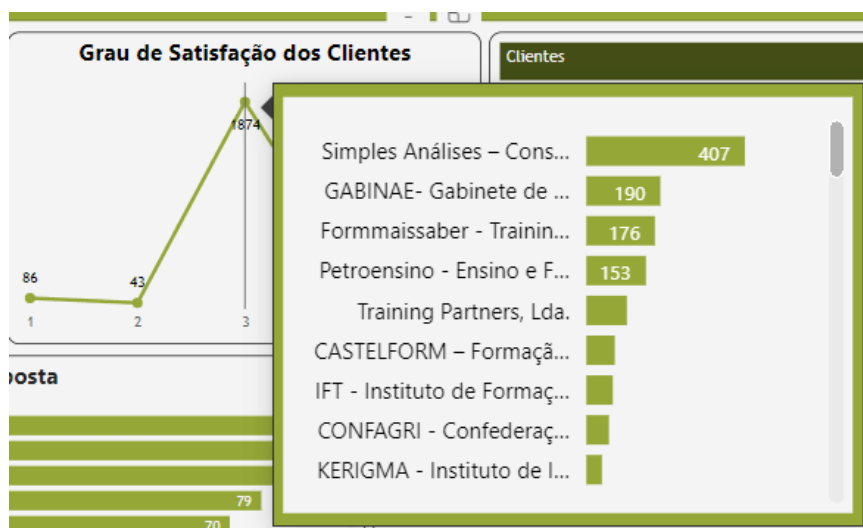 Grau de Satisfação dos Clientes
Clientes
1874
86
43
1
2
3
Simples Análises – Cons... 407
GABINAE- Gabinete de ... 190
Formmaissaber - Trainin... 176
Petroensino - Ensino e F... 153
Training Partners, Lda.
CASTELFORM – Formaçã...
IFT - Instituto de Formaç...
CONFAGRI - Confederaç...
KERIGMA - Instituto de I...
posta
79
70